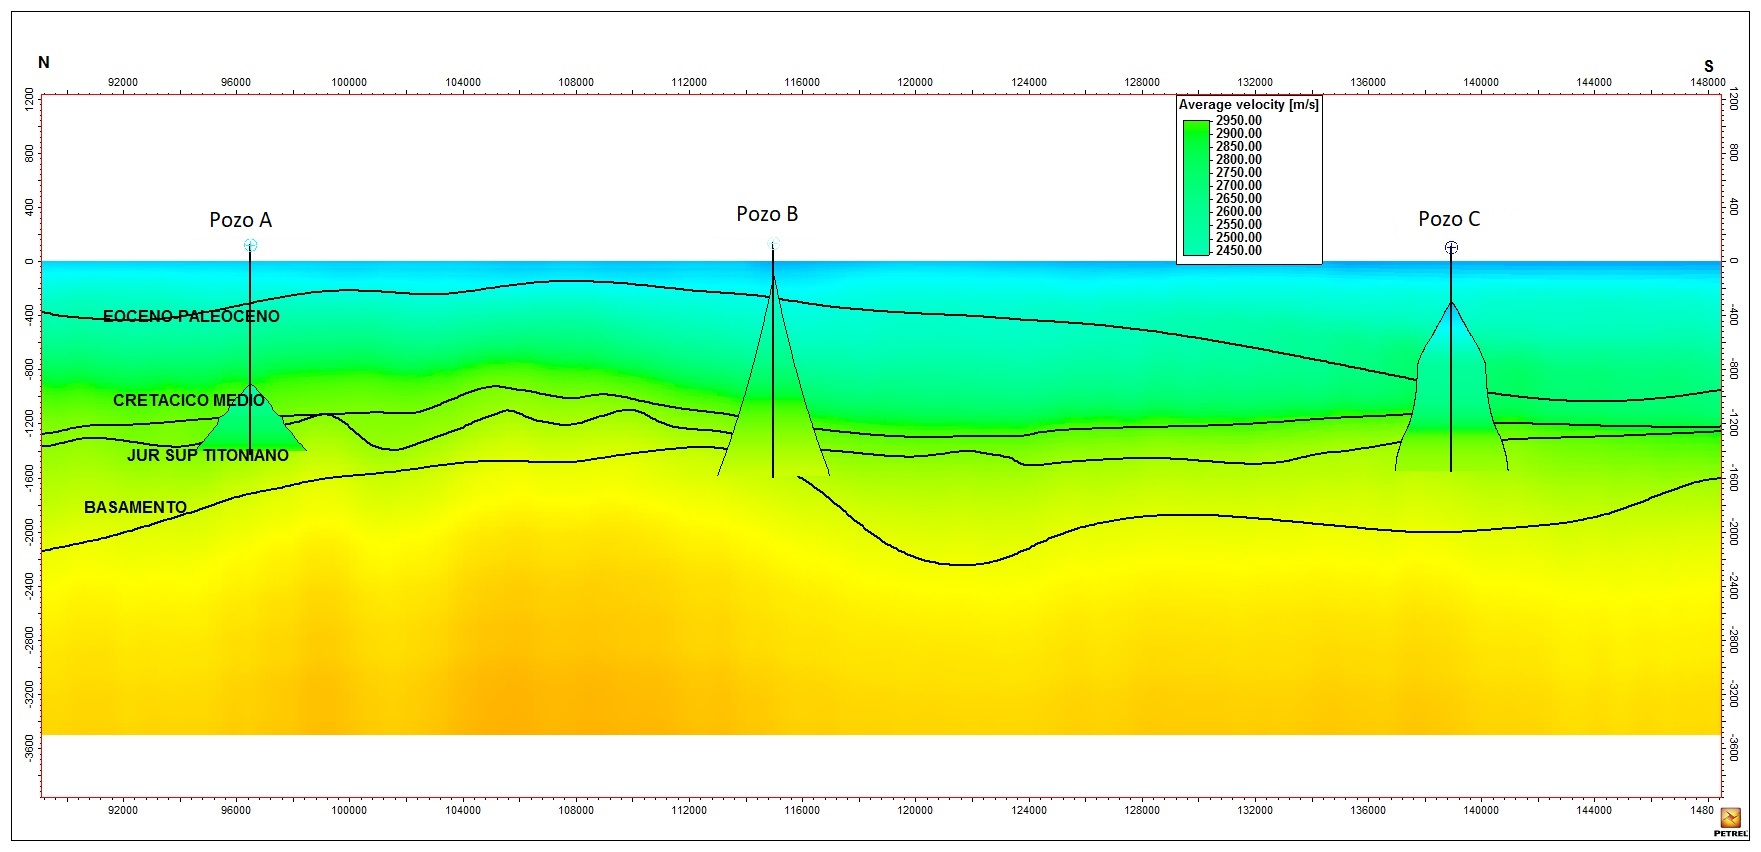 N
S
92000 96000 100000 104000 108000 112000 116000 120000 124000 128000 132000 136000 140000 144000 148000
Average velocity [m/s]
2950.00
2900.00
2850.00
2800.00
2750.00
2700.00
2650.00
2600.00
2550.00
2500.00
2450.00
1200 1200
800 800
400 400
Pozo A Pozo B Pozo C
0 0
EOCENO-PALEOCENO
-400 -400
-800 -800
CRETACICO MEDIO
-1200 -1200
JUR SUP TITONIANO
-1600 -1600
BASAMENTO
-2000 -2000
-2400 -2400
-2800 -2800
-3200 -3200
-3600 -3600
92000 96000 100000 104000 108000 112000 116000 120000 124000 128000 132000 136000 140000 144000 1480
PETREL